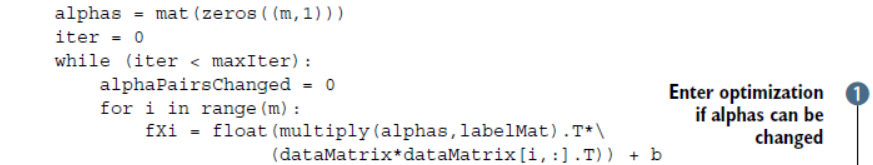 alphas = mat(zeros((m,1)))
iter = 0
while (iter < maxIter):
alphaPairsChanged = 0
for i in range(m):
fXi = float(multiply(alphas,labelMat).T*\
(dataMatrix*dataMatrix[i,:].T)) + b
Enter optimization
if alphas can be
changed
1